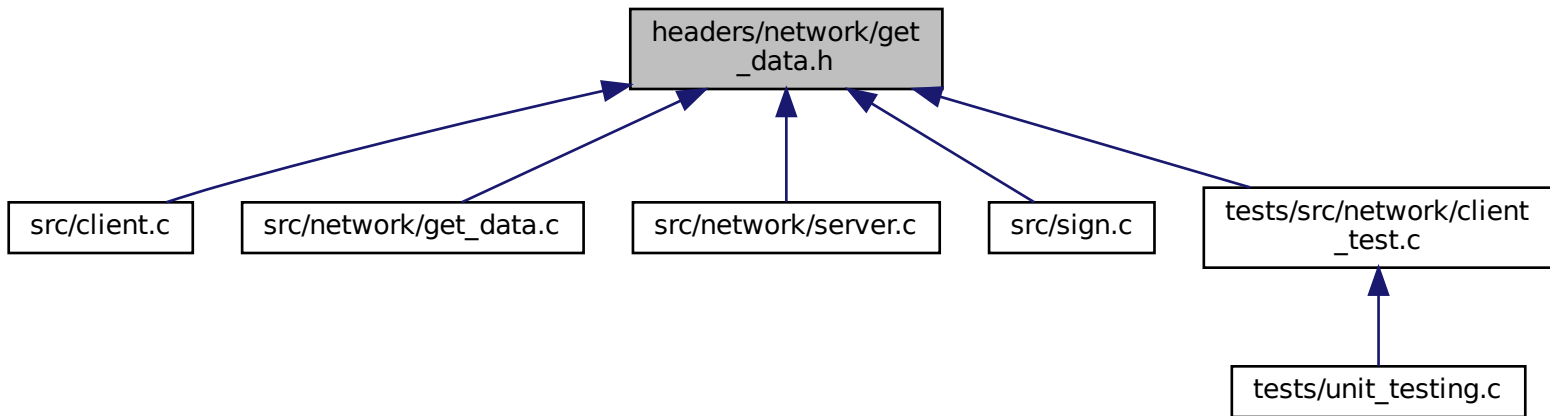 headers/network/get
_data.h
src/client.c
src/network/get_data.c
src/network/server.c
src/sign.c
tests/src/network/client
_test.c
tests/unit_testing.c